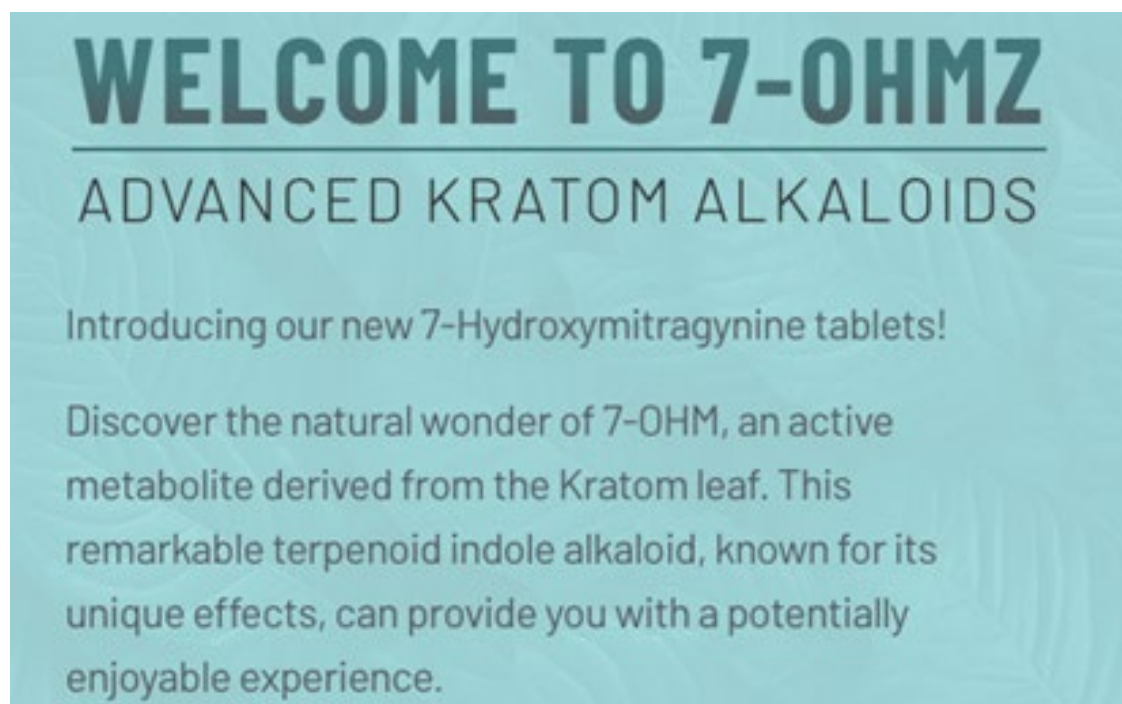 WELCOME TO 7-OHMZ
ADVANCED KRATOM ALKALOIDS
Introducing our new 7-Hydroxymitragynine tablets!
Discover the natural wonder of 7-OHM, an active
metabolite derived from the Kratom leaf. This
remarkable terpenoid indole alkaloid, known for its
unique effects, can provide you with a potentially
enjoyable experience.